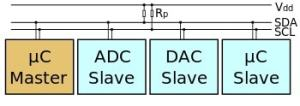 Vdd
Rp
SDA
SCL
μC
Master
ADC
Slave
DAC
Slave
μC
Slave